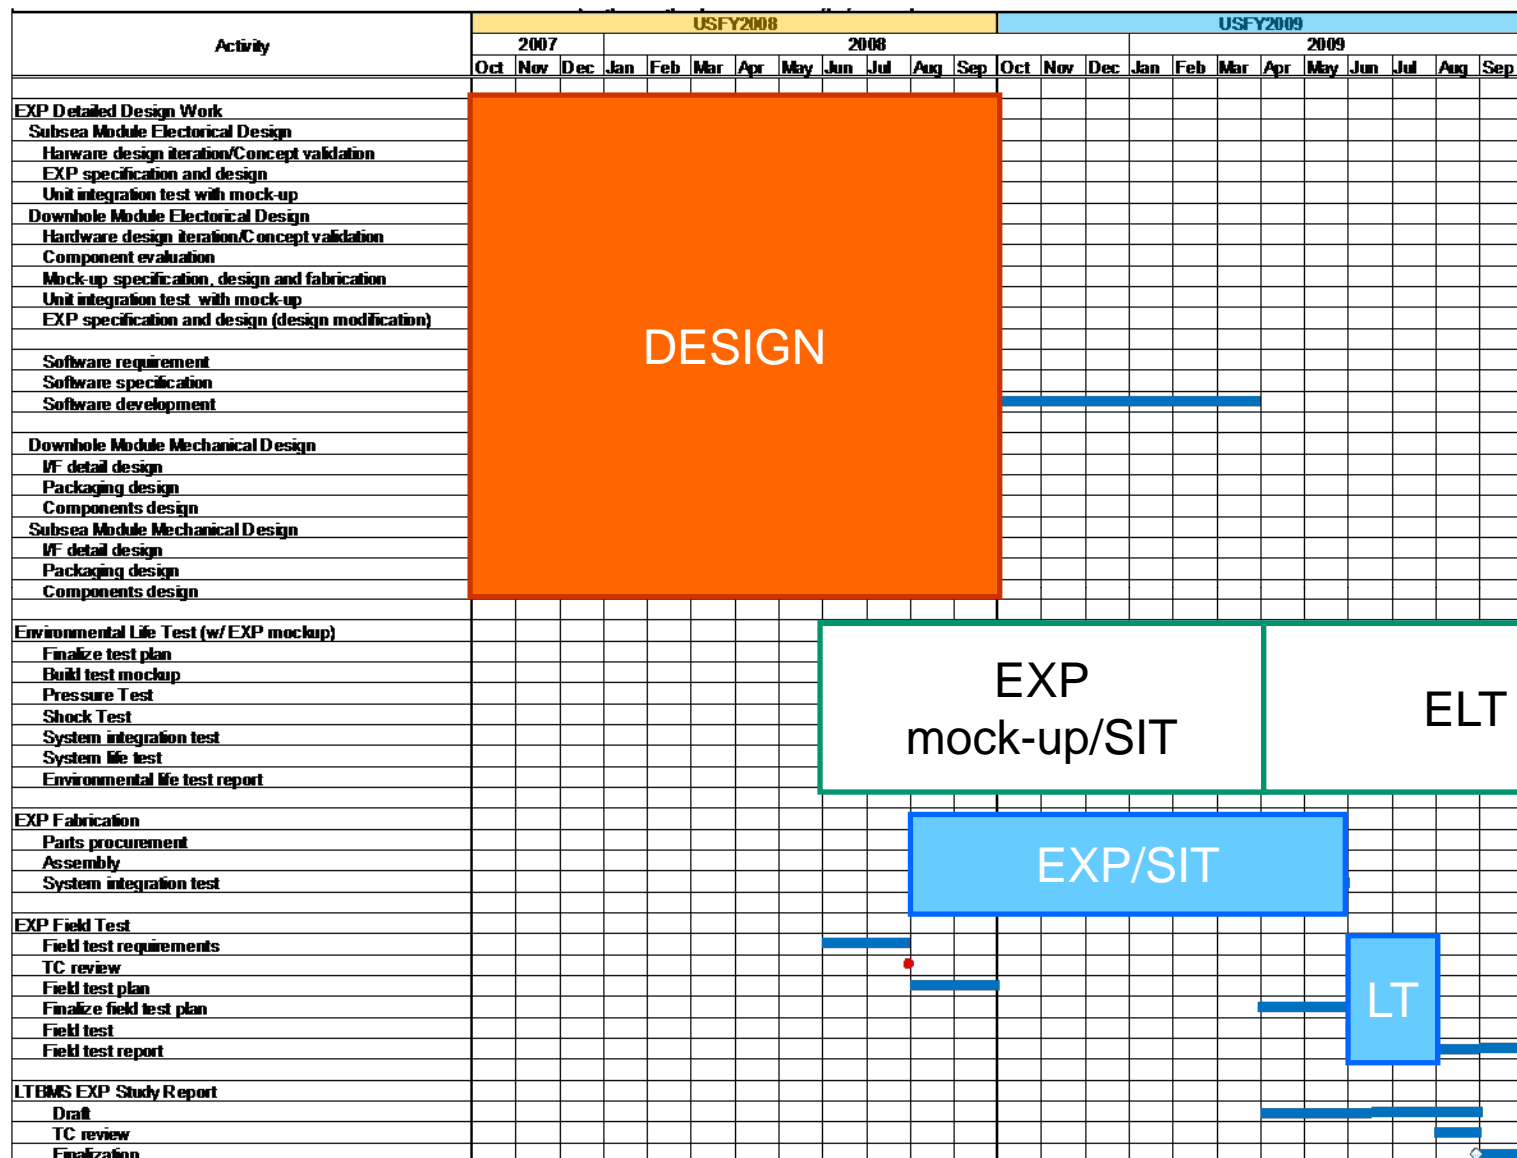 USFY2008 USFY2009
Activity 2007 2008 2009
Oct Nov Dec Jan Feb Mar Apr May Jun Jul Aug Sep Oct Nov Dec Jan Feb Mar Apr May Jun Jul Aug Sep
EXP Detailed Design Work
Subsea Module Electorical Design
Harware design iteration/Concept validation
EXP specification and design
Unit integration test with mock-up
Downhole Module Electorical Design
Hardware design iteration/Concept validation
Component evaluation
Mock-up specification, design and fabrication
Unit integration test with mock-up
EXP specification and design (design modification)
DESIGN
Software requirement
Software specification
Software development
Downhole Module Mechanical Design
I/F detail design
Packaging design
Components design
Subsea Module Mechanical Design
I/F detail design
Packaging design
Components design
Environmental Life Test (w/ EXP mockup)
Finalize test plan
Build test mockup
Pressure Test
Shock Test
System integration test
System life test
Environmental life test report
EXP
mock-up/SIT
ELT
EXP Fabrication
Parts procurement
Assembly
System integration test
EXP/SIT
EXP Field Test
Field test requirements
TC review
Field test plan
Finalize field test plan
Field test
Field test report
LT
LTBMS EXP Study Report
Draft
TC review
Finalization